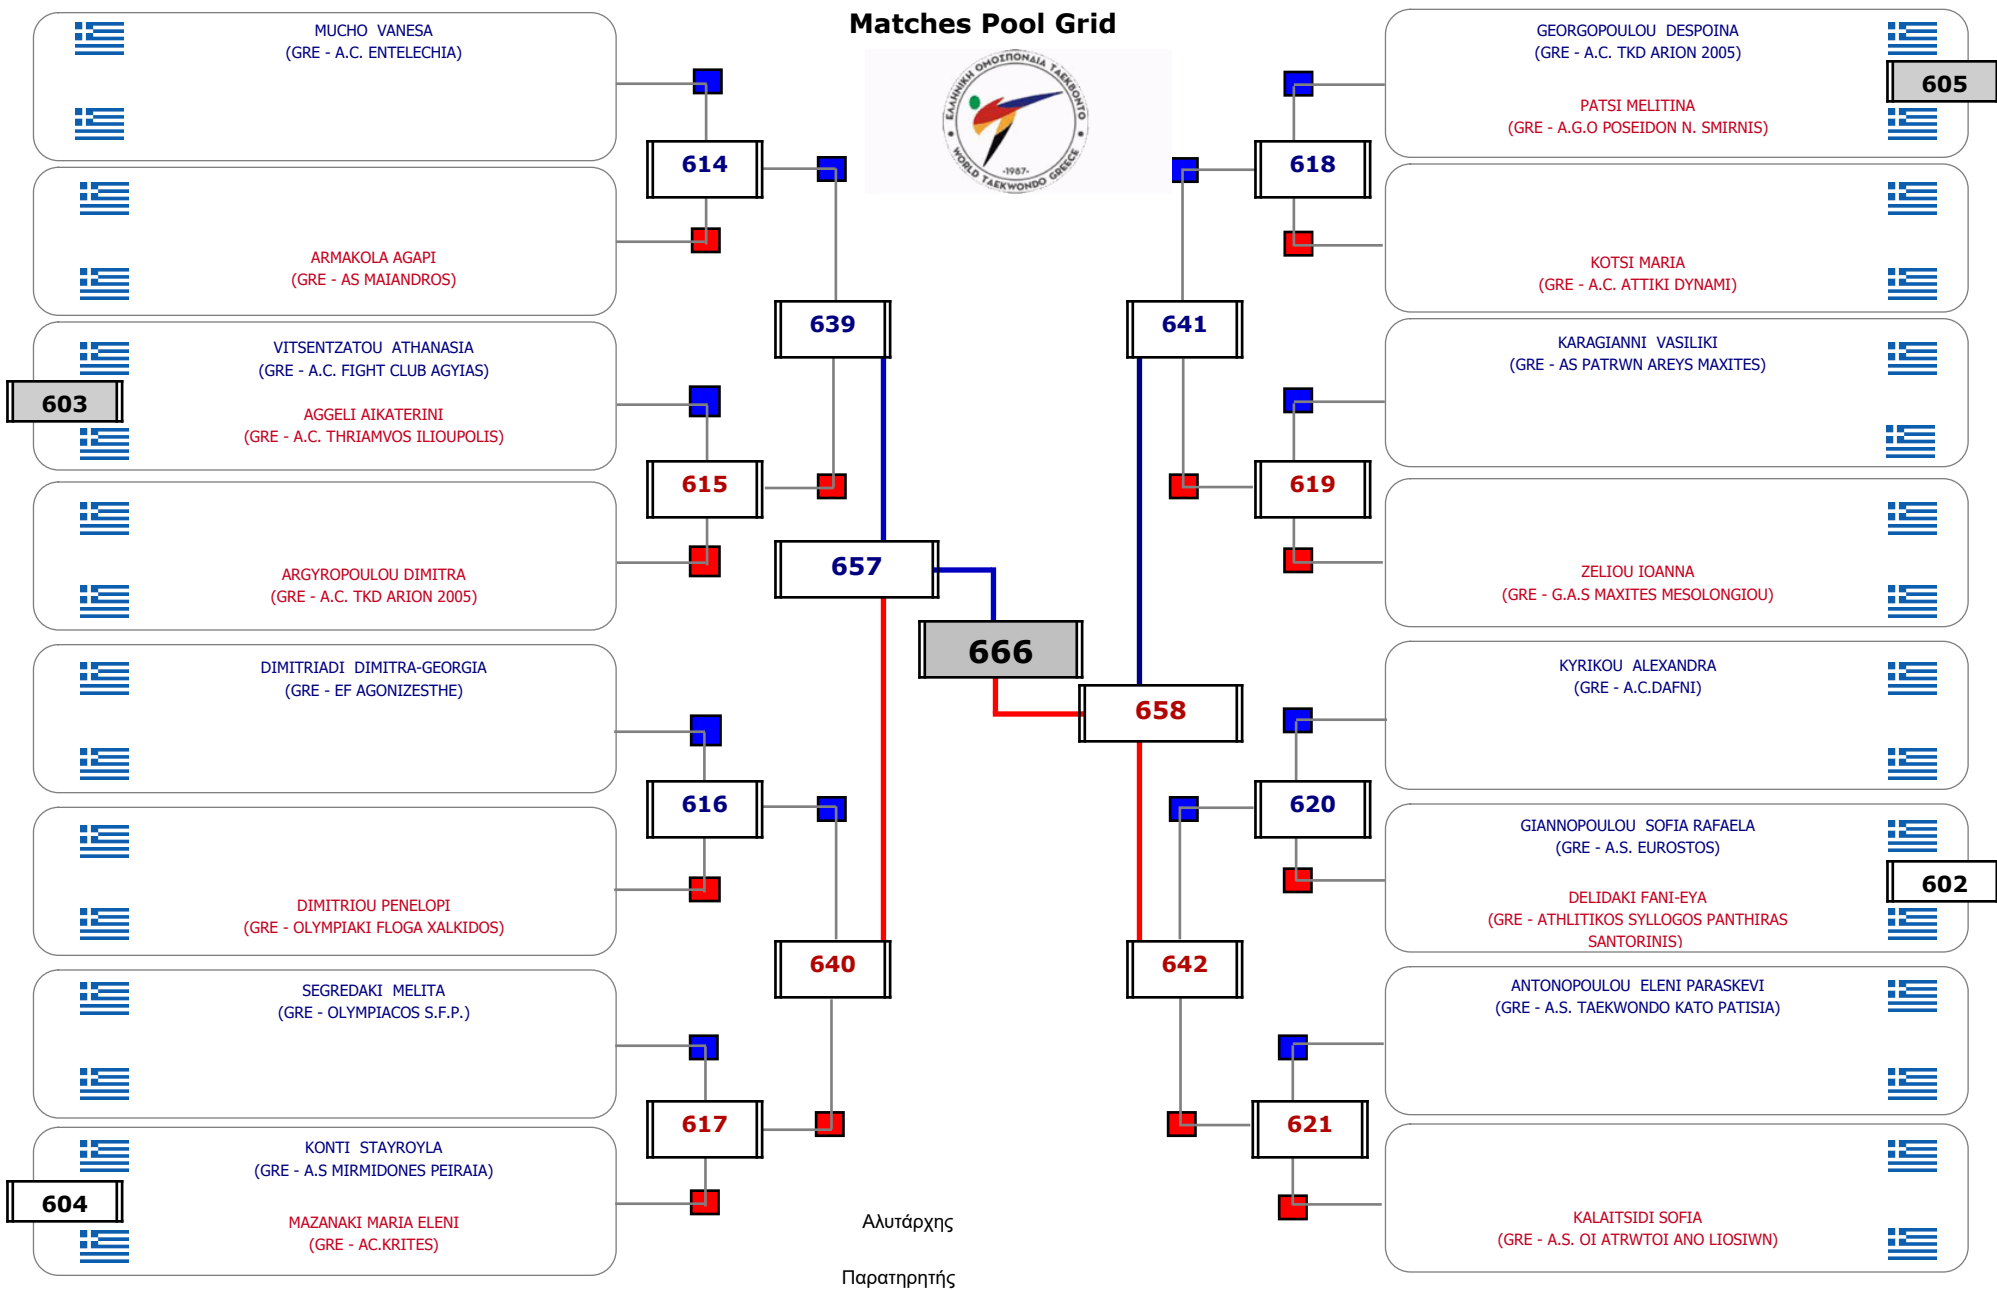 Matches Pool Grid
ΕΛΛΗΝΙΚΗ ΟΜΟΣΠΟΝΔΙΑ ΤΑΕΚΒΟΝΤΟ
WORLD TAEKWONDO GREECE
-1987-
MUCHO VANESA
(GRE - A.C. ENTELECHIA)
614
ARMAKOLA AGAPI
(GRE - AS MAIANDROS)
639
VITSENTZATOU ATHANASIA
(GRE - A.C. FIGHT CLUB AGYIAS)
603
AGGELI AIKATERINI
(GRE - A.C. THRIAMVOS ILIOUPOLIS)
615
ARGYROPOULOU DIMITRA
(GRE - A.C. TKD ARION 2005)
657
666
DIMITRIADI DIMITRA-GEORGIA
(GRE - EF AGONIZESTHE)
616
DIMITRIOU PENELOPI
(GRE - OLYMPIAKI FLOGA XALKIDOS)
640
SEGREDAKI MELITA
(GRE - OLYMPIACOS S.F.P.)
617
KONTI STAYROYLA
(GRE - A.S MIRMIDONES PEIRAIA)
604
MAZANAKI MARIA ELENI
(GRE - AC.KRITES)
GEORGOPOULOU DESPOINA
(GRE - A.C. TKD ARION 2005)
605
PATSI MELITINA
(GRE - A.G.O POSEIDON N. SMIRNIS)
618
KOTSI MARIA
(GRE - A.C. ATTIKI DYNAMI)
641
KARAGIANNI VASILIKI
(GRE - AS PATRWN AREYS MAXITES)
619
ZELIOU IOANNA
(GRE - G.A.S MAXITES MESOLONGIOU)
658
KYRIKOU ALEXANDRA
(GRE - A.C.DAFNI)
620
GIANNOPOULOU SOFIA RAFAELA
(GRE - A.S. EUROSTOS)
602
DELIDAKI FANI-EYA
(GRE - ATHLITIKOS SYLLOGOS PANTHIRAS
SANTORINIS)
642
ANTONOPOULOU ELENI PARASKEVI
(GRE - A.S. TAEKWONDO KATO PATISIA)
621
KALAITSIDI SOFIA
(GRE - A.S. OI ATRWTOI ANO LIOSIWN)
Αλυτάρχης
Παρατηρητής